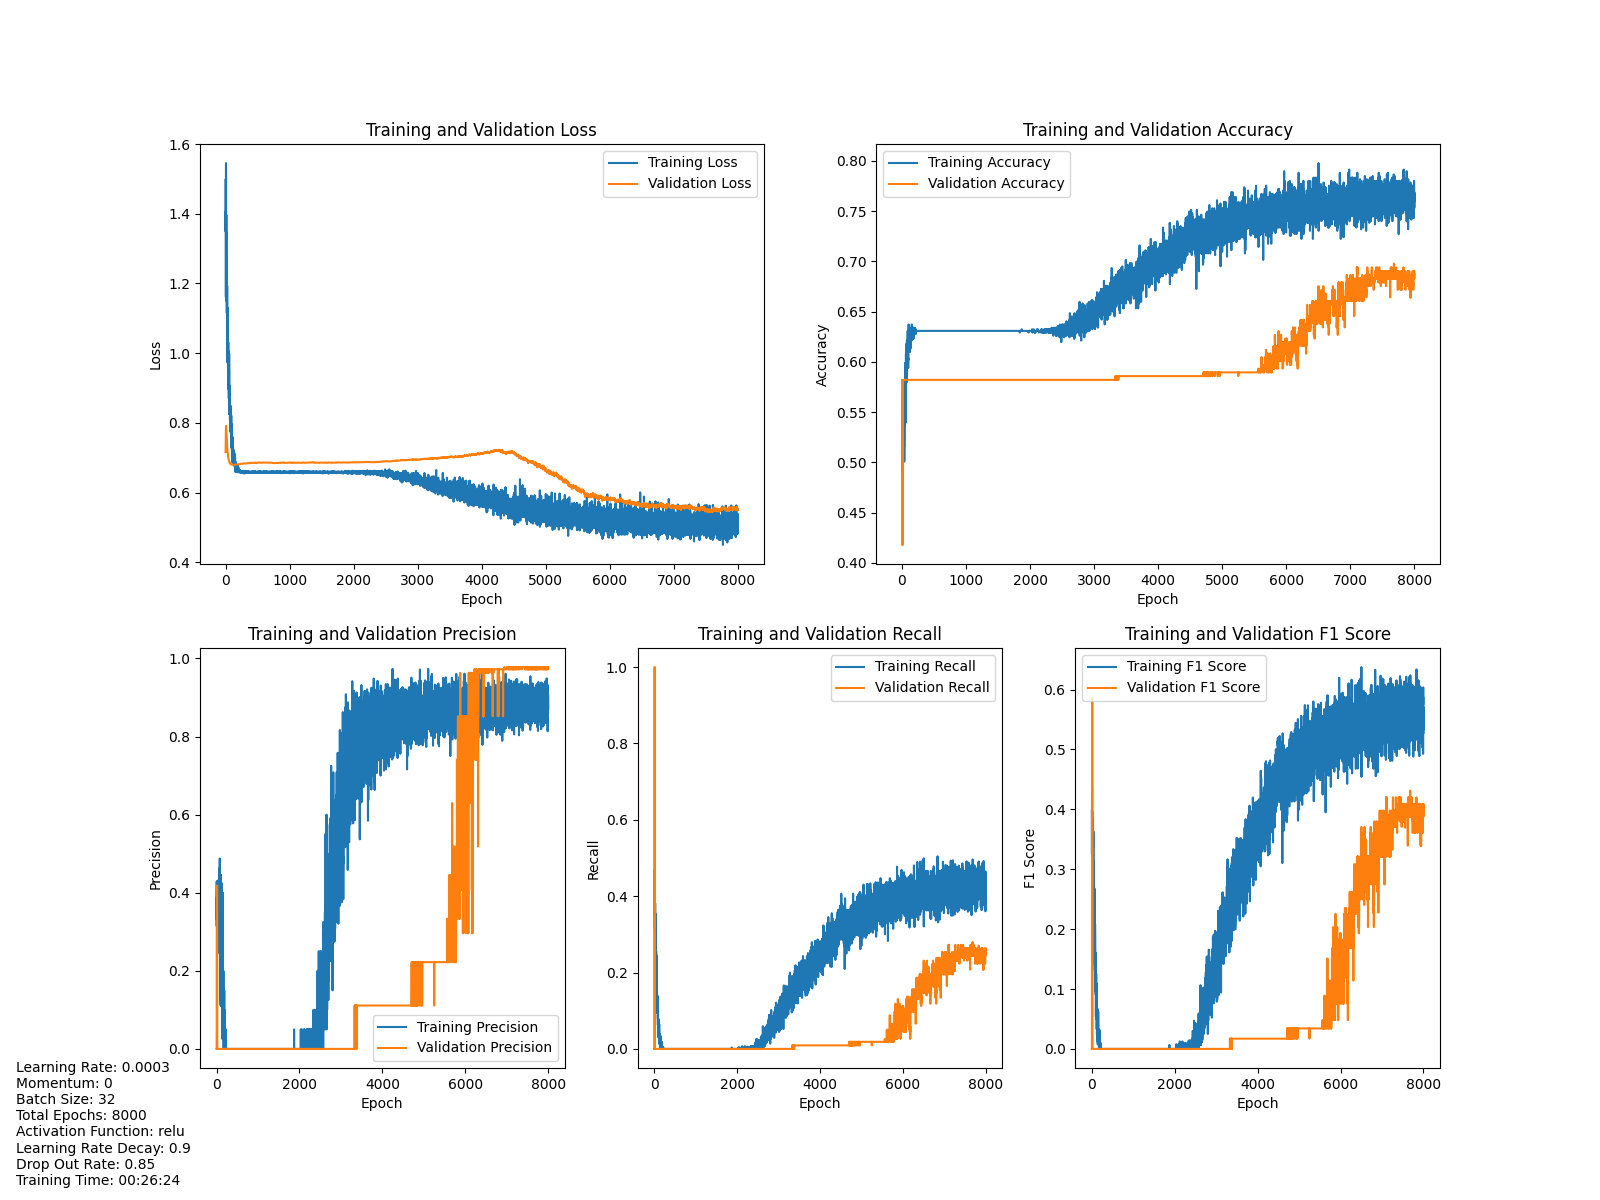 Training and Validation Loss
1.6
1.4
1.2
1.0
0.8
0.6
0.4
Loss
Training Loss
Validation Loss
0 1000 2000 3000 4000 5000 6000 7000 8000
Epoch
Training and Validation Accuracy
0.80
0.75
0.70
0.65
0.60
0.55
0.50
0.45
0.40
Accuracy
Training Accuracy
Validation Accuracy
0 1000 2000 3000 4000 5000 6000 7000 8000
Epoch
Training and Validation Precision
1.0
0.8
0.6
0.4
0.2
0.0
Precision
Training Precision
Validation Precision
0 2000 4000 6000 8000
Epoch
Training and Validation Recall
1.0
0.8
0.6
0.4
0.2
0.0
Recall
Training Recall
Validation Recall
0 2000 4000 6000 8000
Epoch
Training and Validation F1 Score
0.6
0.5
0.4
0.3
0.2
0.1
0.0
F1 Score
Training F1 Score
Validation F1 Score
0 2000 4000 6000 8000
Epoch
Learning Rate: 0.0003
Momentum: 0
Batch Size: 32
Total Epochs: 8000
Activation Function: relu
Learning Rate Decay: 0.9
Drop Out Rate: 0.85
Training Time: 00:26:24